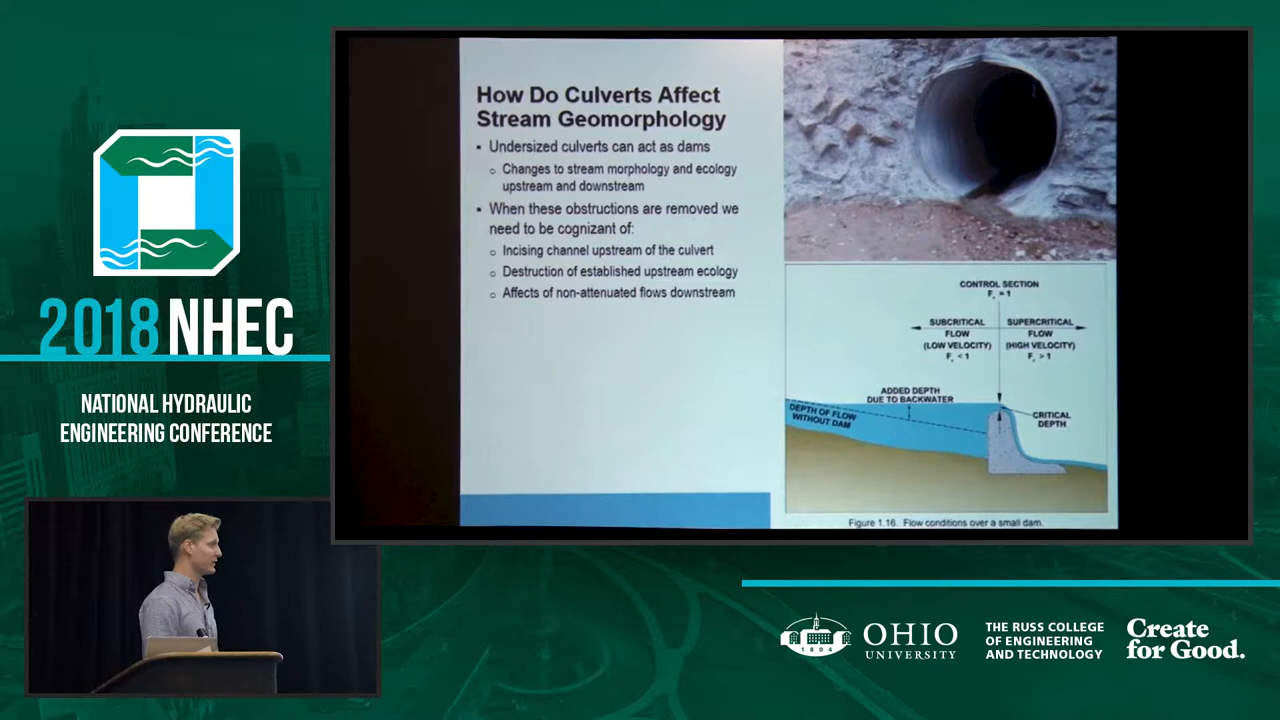 How Do Culverts Affect
Stream Geomorphology
▪ Undersized culverts can act as dams
o Changes to stream morphology and ecology
upstream and downstream
▪ When these obstructions are removed we
need to be cognizant of:
o Incising channel upstream of the culvert
o Destruction of established upstream ecology
o Affects of non-attenuated flows downstream
CONTROL SECTION
Fr = 1
SUBCRITICAL
FLOW
(LOW VELOCITY)
Fr < 1
SUPERCRITICAL
FLOW
(HIGH VELOCITY)
Fr > 1
ADDED DEPTH
DUE TO BACKWATER
DEPTH OF FLOW
WITHOUT DAM
CRITICAL
DEPTH
Figure 1.16. Flow conditions over a small dam.
2018 NHEC
NATIONAL HYDRAULIC
ENGINEERING CONFERENCE
1804
OHIO
UNIVERSITY
THE RUSS COLLEGE
OF ENGINEERING
AND TECHNOLOGY
Create
for Good.